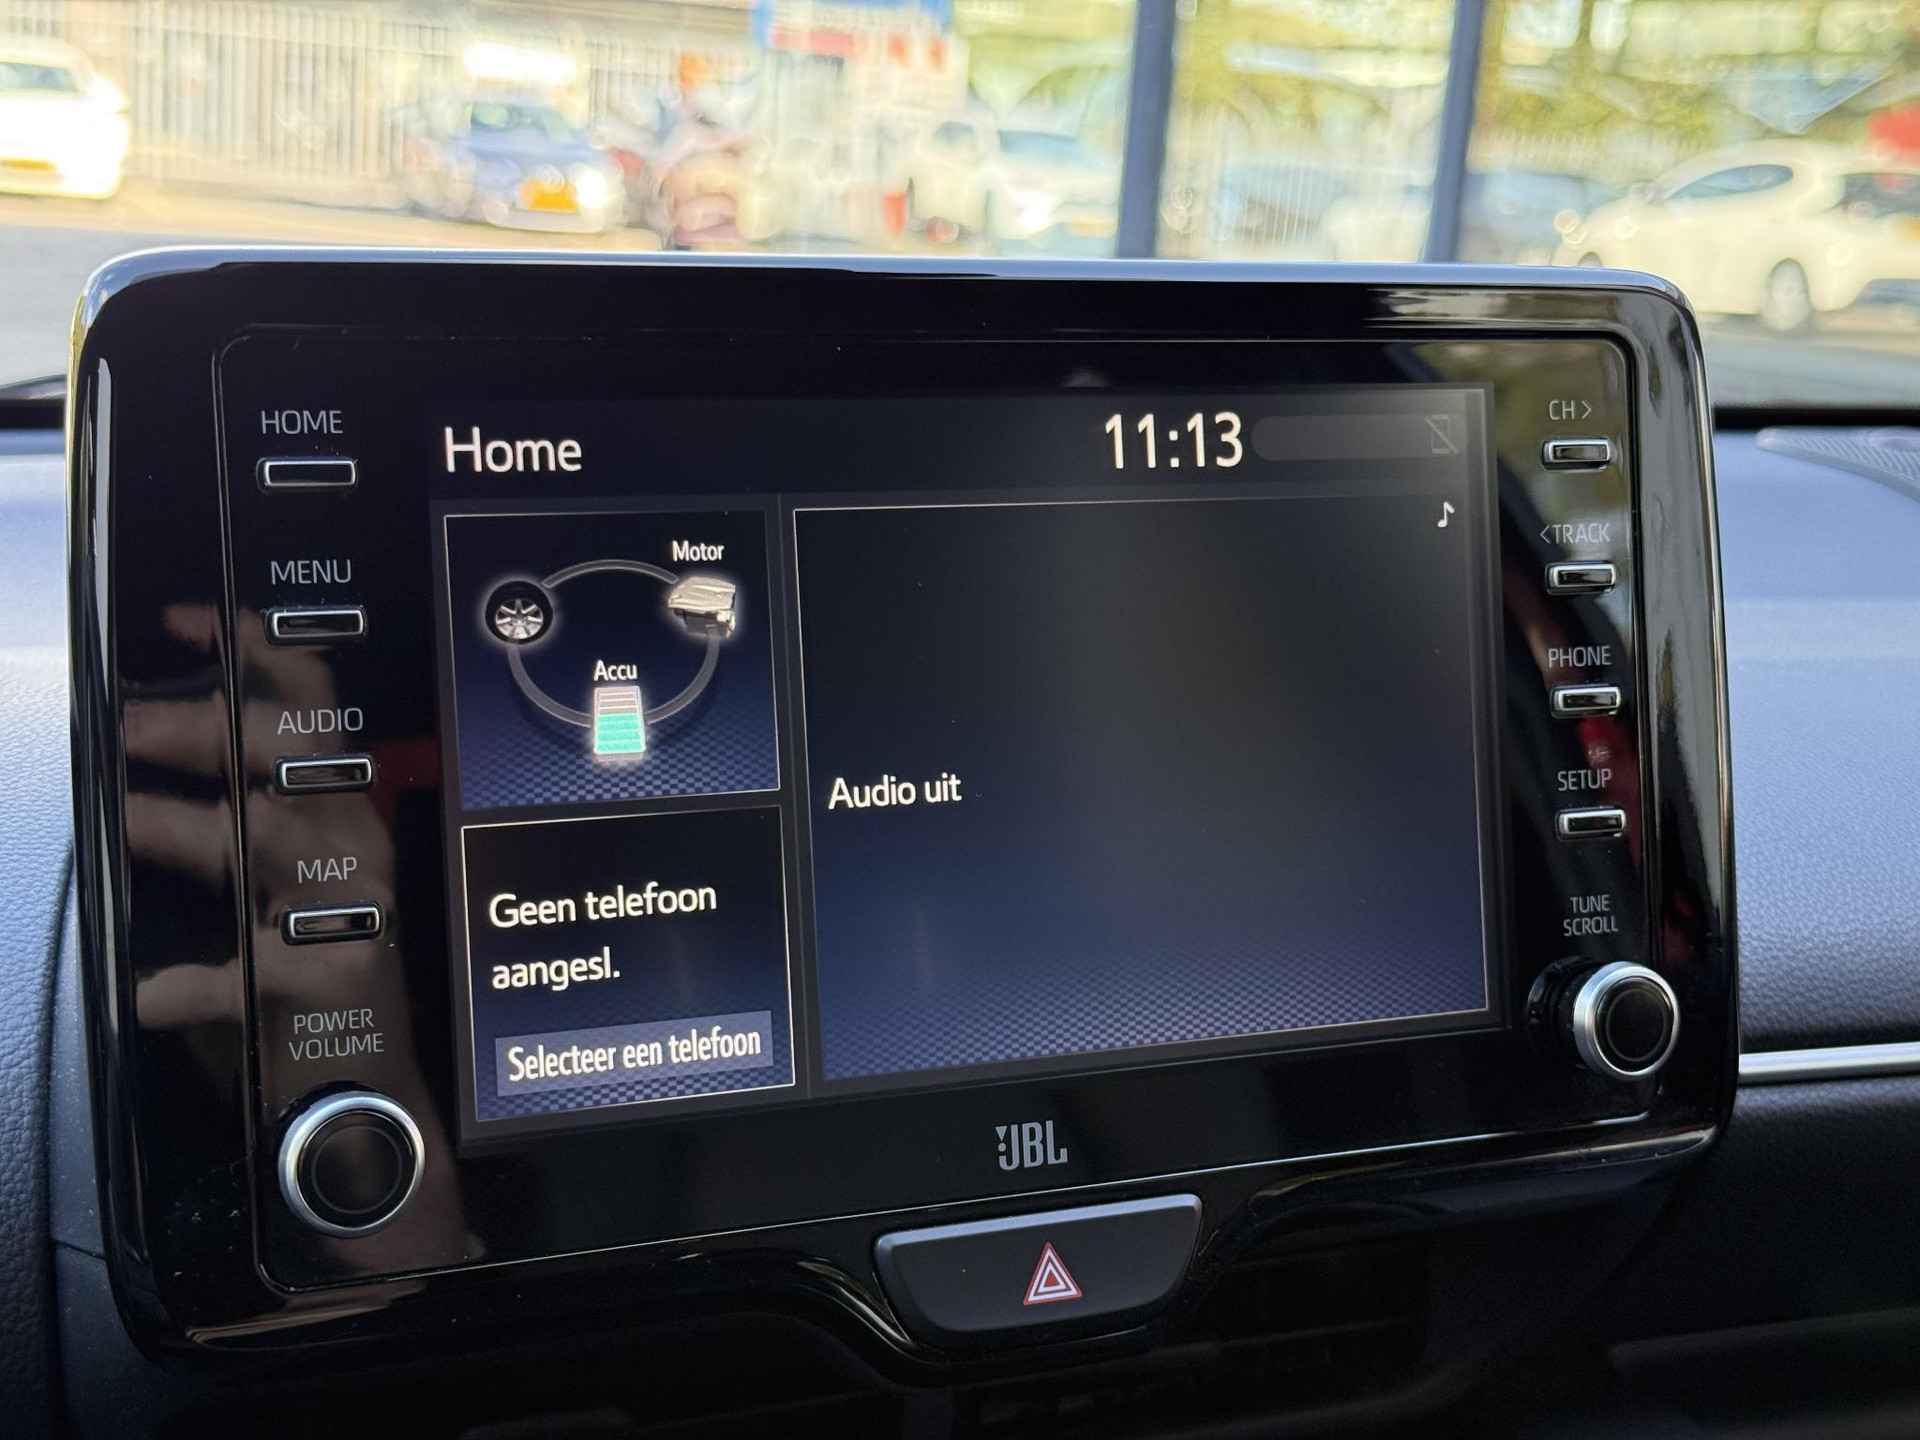 HOME
MENU
AUDIO
MAP
POWER
VOLUME
Home
11:13
Motor
Accu
Geen telefoon
aangesl.
Selecteer een telefoon
Audio uit
CH>
<TRACK
PHONE
SETUP
TUNE
SCROLL
JBL